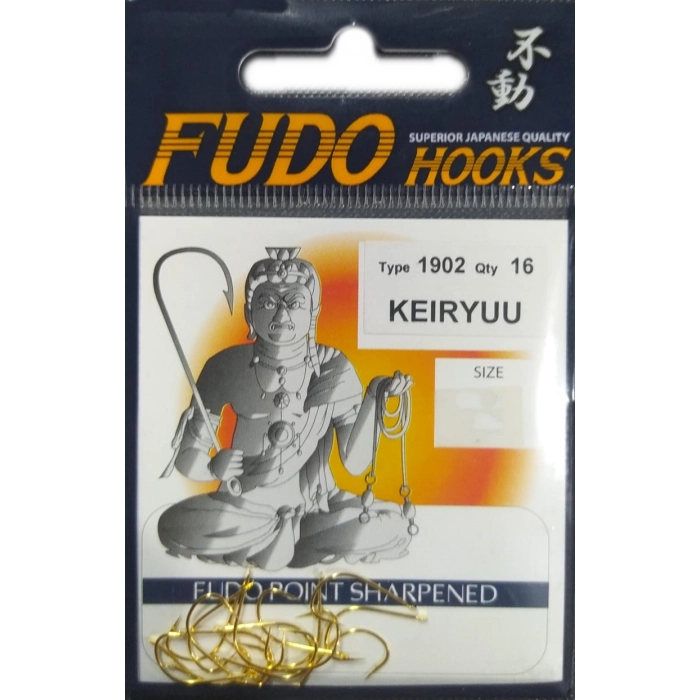 不動
FUDO
SUPERIOR JAPANESE QUALITY
HOOKS
Type 1902 Qty 16
KEIRYUU
SIZE
FUDO POINT SHARPENED